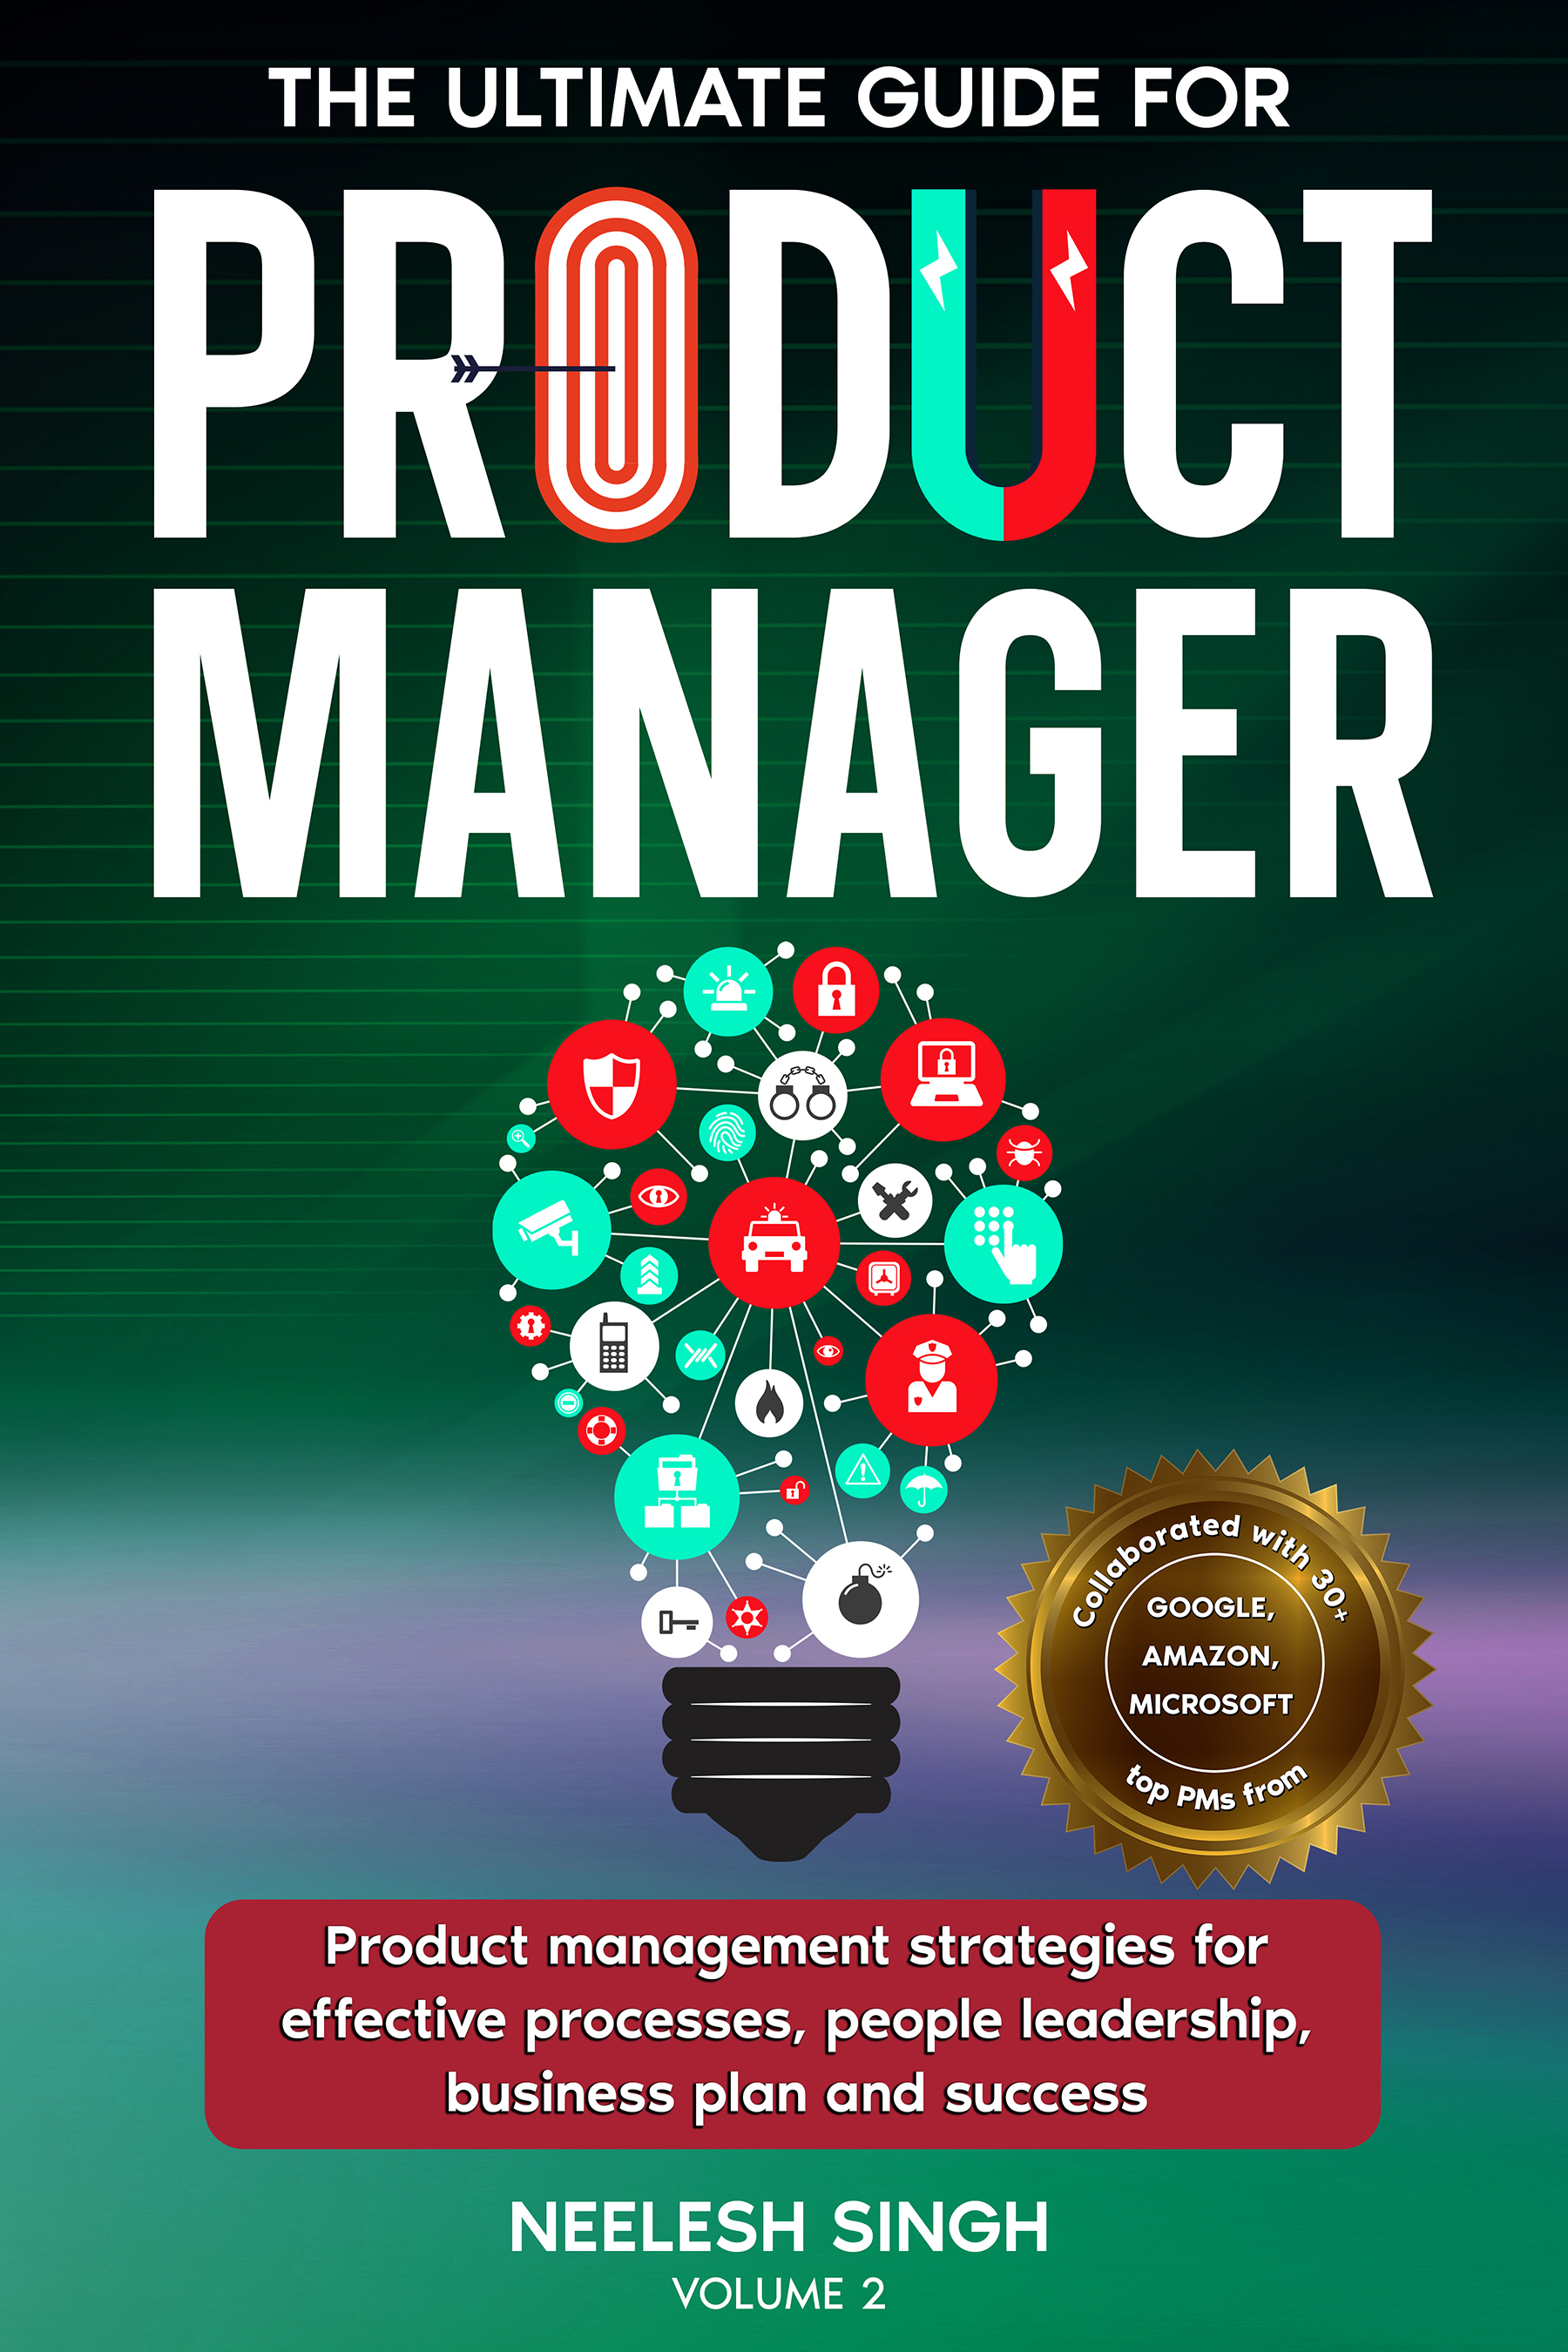 THE ULTIMATE GUIDE FOR
PRODUCT
MANAGER
Collaborated with 30+
GOOGLE,
AMAZON,
MICROSOFT
top PMs from
Product management strategies for
effective processes, people leadership,
business plan and success
NEELESH SINGH
VOLUME 2